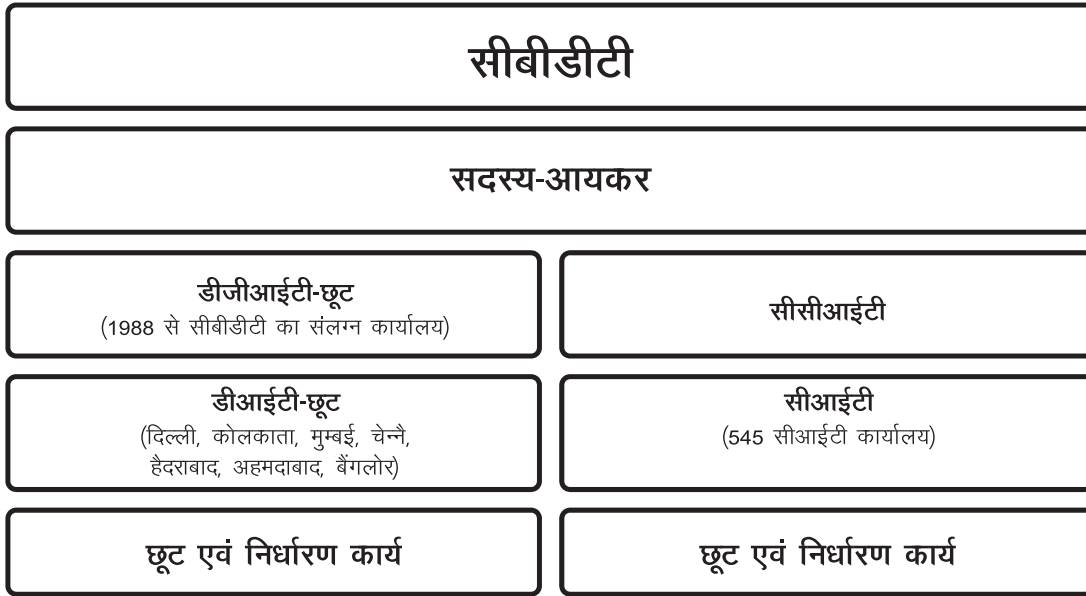 सीबीडीटी
सदस्य-आयकर
डीजीआईटी-छूट
(1988 से सीबीडीटी का संलग्न कार्यालय)
सीसीआईटी
डीआईटी-छूट
(दिल्ली, कोलकाता, मुम्बई, चेन्नै,
हैदराबाद, अहमदाबाद, बैंगलोर)
सीआईटी
(545 सीआईटी कार्यालय)
छूट एवं निर्धारण कार्य
छूट एवं निर्धारण कार्य